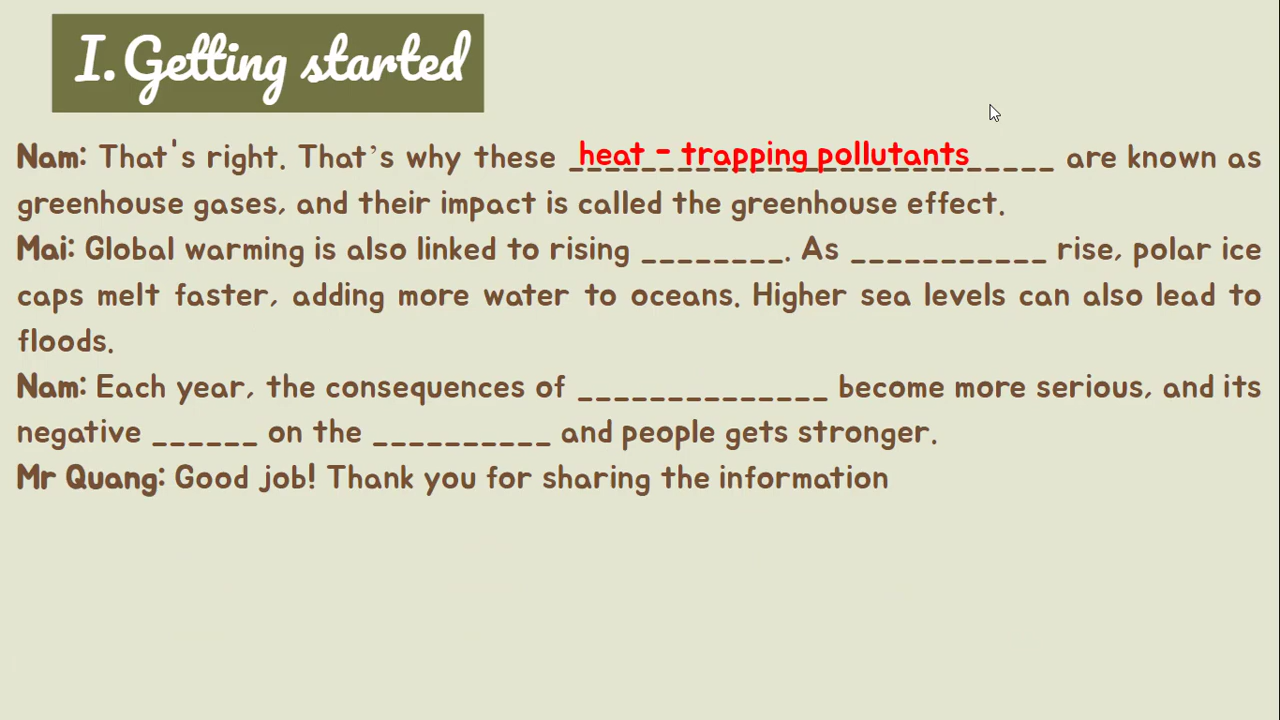 I. Getting started
Nam: That's right. That’s why these heat - trapping pollutants are known as
greenhouse gases, and their impact is called the greenhouse effect.
Mai: Global warming is also linked to rising ________. As ___________ rise, polar ice
caps melt faster, adding more water to oceans. Higher sea levels can also lead to
floods.
Nam: Each year, the consequences of ______________ become more serious, and its
negative ______ on the __________ and people gets stronger.
Mr Quang: Good job! Thank you for sharing the information